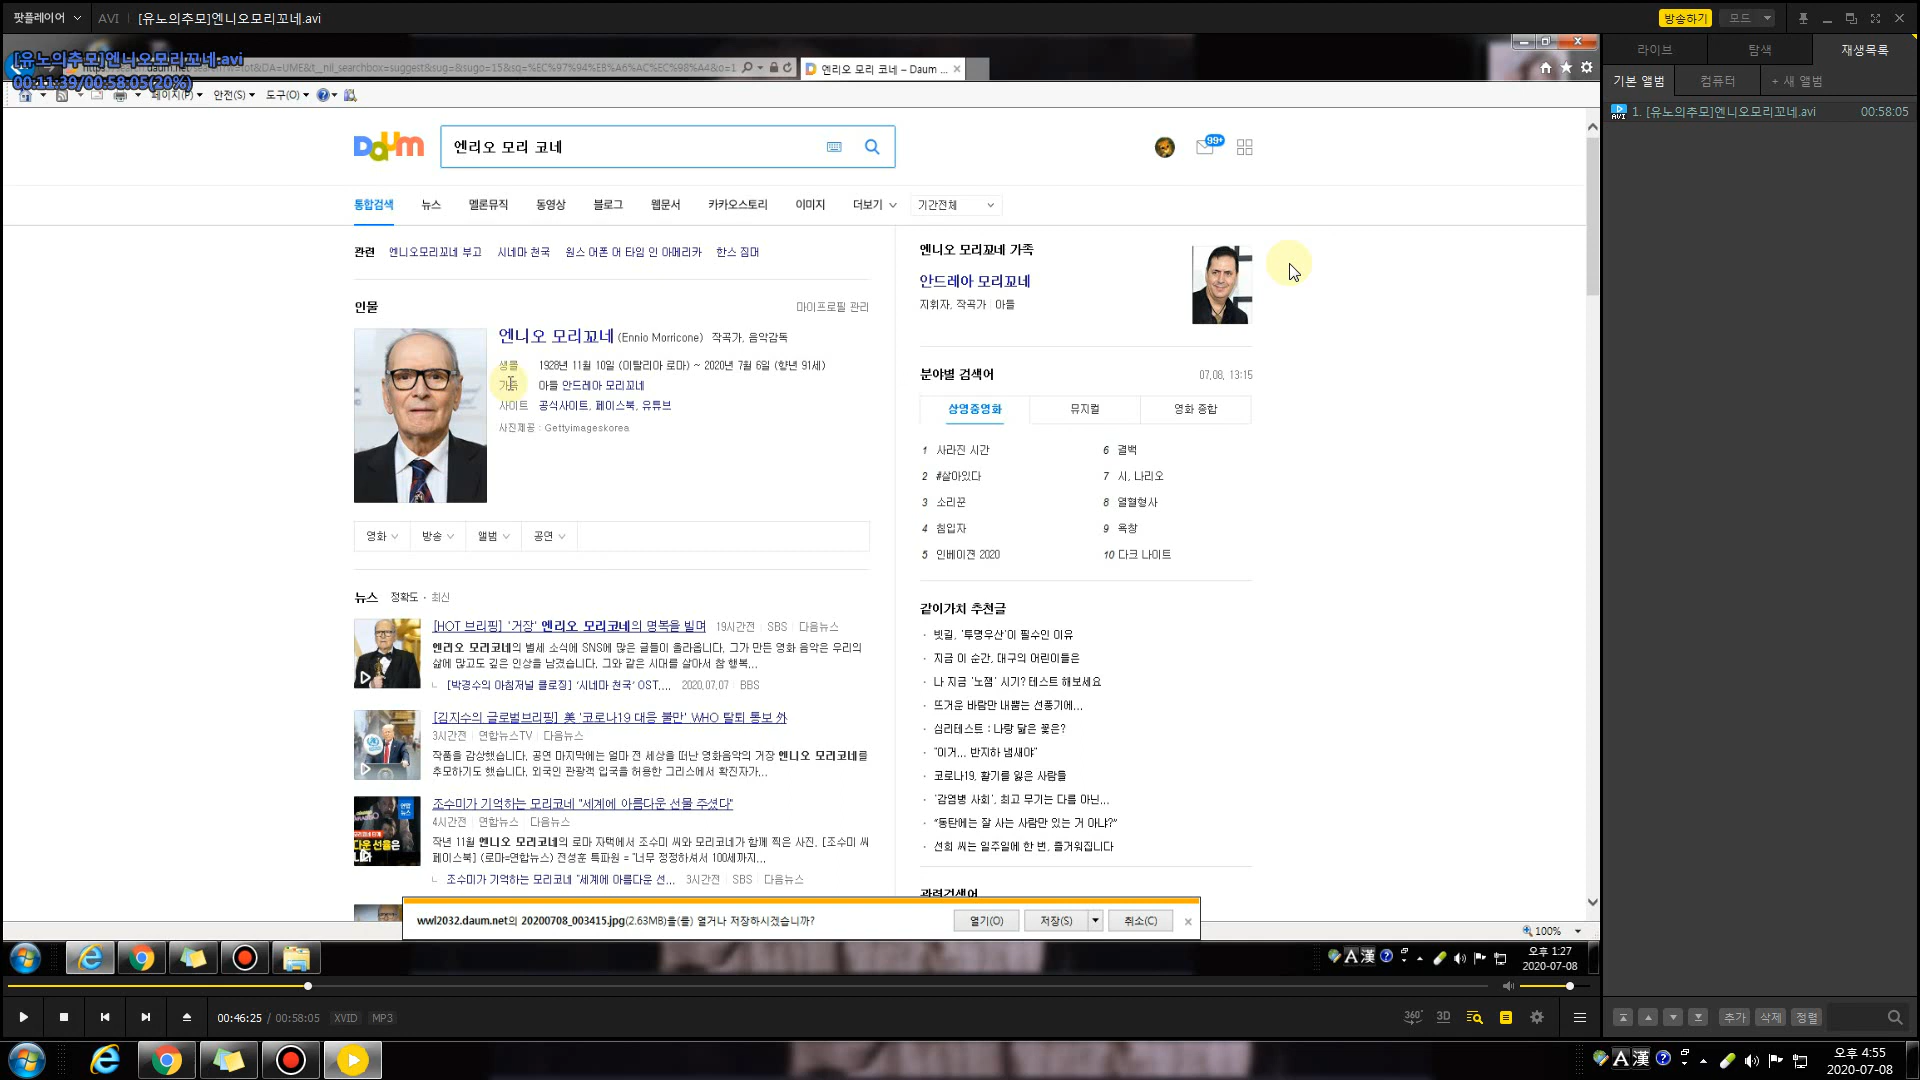 팟플레이어 AVI [유노의추모]엔니오모리꼬네.avi 방송하기 모드
[유노의추모]엔니오모리꼬네.avi
00:11:39/00:58:05(20%)
엔리오 모리 코네 – Daum ...
페이지(P) 안전(S) 도구(O)
Daum 엔리오 모리 코네 99+
통합검색 뉴스 멜론뮤직 동영상 블로그 웹문서 카카오스토리 이미지 더보기 기간전체
관련 엔니오모리꼬네 부고 시네마 천국 원스 어폰 어 타임 인 아메리카 한스 짐머
인물 마이프로필 관리
엔니오 모리꼬네 (Ennio Morricone) 작곡가, 음악감독
생몰 1928년 11월 10일 (이탈리아 로마) ~ 2020년 7월 6일 (향년 91세)
아들 안드레아 모리꼬네
사이트 공식사이트, 페이스북, 유튜브
사진제공 : Gettyimageskorea
영화 방송 앨범 공연
뉴스 정확도 · 최신
[HOT 브리핑] '거장' 엔리오 모리코네의 명복을 빌며 19시간전 SBS 다음뉴스
엔리오 모리코네의 별세 소식에 SNS에 많은 글들이 올라옵니다. 그가 만든 영화 음악은 우리의
삶에 많고도 깊은 인상을 남겼습니다. 그와 같은 시대를 살아서 참 행복...
[박경수의 아침저널 클로징] '시네마 천국' OST,... 2020.07.07 BBS
[김지수의 글로벌브리핑] 美 '코로나19 대응 불만' WHO 탈퇴 통보 外
3시간전 연합뉴스TV 다음뉴스
작품을 감상했습니다. 공연 마지막에는 얼마 전 세상을 떠난 영화음악의 거장 엔니오 모리코네를
추모하기도 했습니다. 외국인 관광객 입국을 허용한 그리스에서 확진자가...
조수미가 기억하는 모리코네 "세계에 아름다운 선물 주셨다"
4시간전 연합뉴스 다음뉴스
작년 11월 엔니오 모리코네의 로마 자택에서 조수미 씨와 모리코네가 함께 찍은 사진. [조수미 씨
페이스북] (로마=연합뉴스) 전성훈 특파원 = "너무 정정하셔서 100세까지...
조수미가 기억하는 모리코네 "세계에 아름다운 선... 3시간전 SBS 다음뉴스
엔니오 모리꼬네 가족
안드레아 모리꼬네
지휘자, 작곡가 아들
분야별 검색어 07.08. 13:15
상영중영화 뮤지컬 영화 종합
1 사라진 시간 6 결백
2 #살아있다 7 시, 나리오
3 소리꾼 8 열혈형사
4 침입자 9 욕창
5 인베이젼 2020 10 다크 나이트
같이가치 추천글
· 빗길, '투명우산'이 필수인 이유
· 지금 이 순간, 대구의 어린이들은
· 나 지금 '노잼' 시기? 테스트 해보세요
· 뜨거운 바람만 내뿜는 선풍기에...
· 심리테스트 : 나랑 닮은 꽃은?
· "이거... 반지하 냄새야"
· 코로나19, 활기를 잃은 사람들
· '감염병 사회', 최고 무기는 다름 아닌...
· "동탄에는 잘 사는 사람만 있는 거 아냐?"
· 선희 씨는 일주일에 한 번, 즐거워집니다
관련검색어
wwl2032.daum.net의 20200708_003415.jpg(2.63MB)을(를) 열거나 저장하시겠습니까? 열기(O) 저장(S) 취소(C)
100%
A 漢 오후 1:27
2020-07-08
00:46:25 / 00:58:05 XVID MP3 360° 3D
라이브 탐색 재생목록
기본 앨범 컴퓨터 + 새 앨범
1. [유노의추모]엔니오모리꼬네.avi 00:58:05
추가 삭제 정렬
A 漢 오후 4:55
2020-07-08